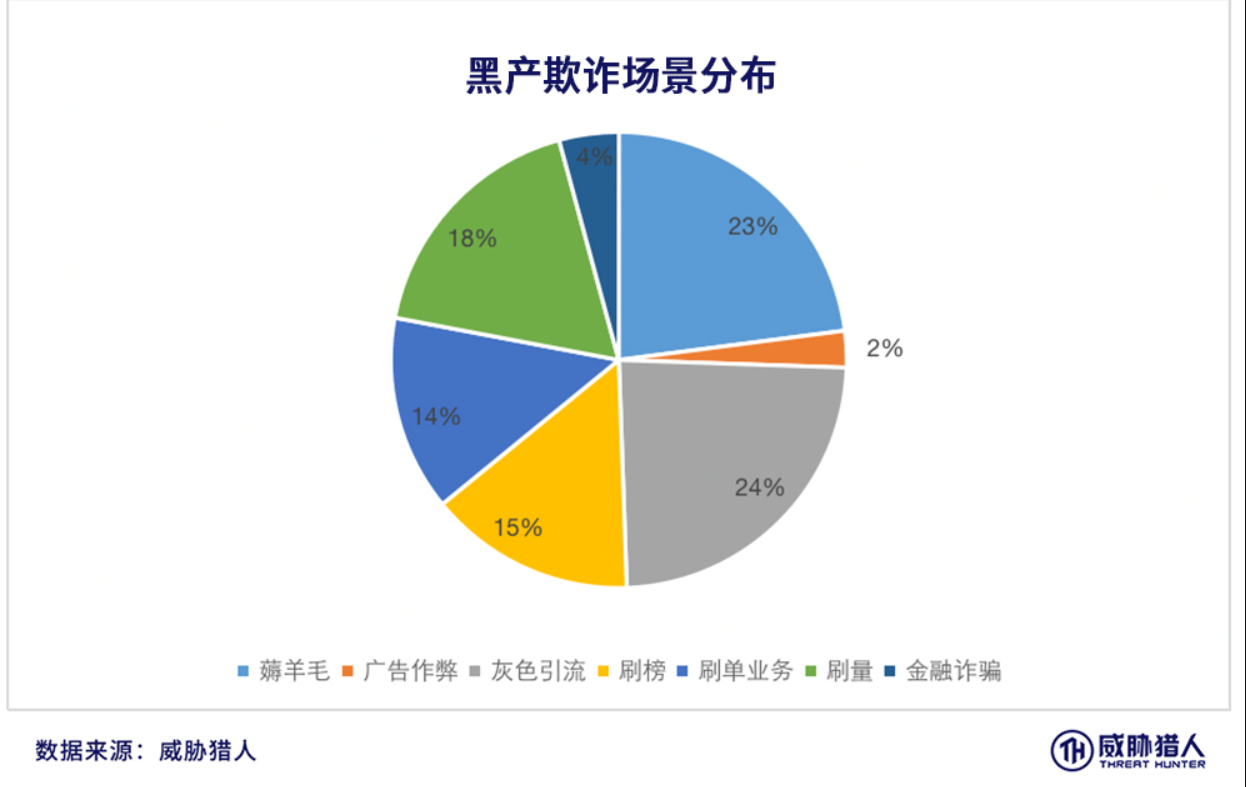 黑产欺诈场景分布
4%
23%
18%
2%
14%
24%
15%
薅羊毛 广告作弊 灰色引流 刷榜 刷单业务 刷量 金融诈骗
数据来源：威胁猎人
TH 威胁猎人
THREAT HUNTER